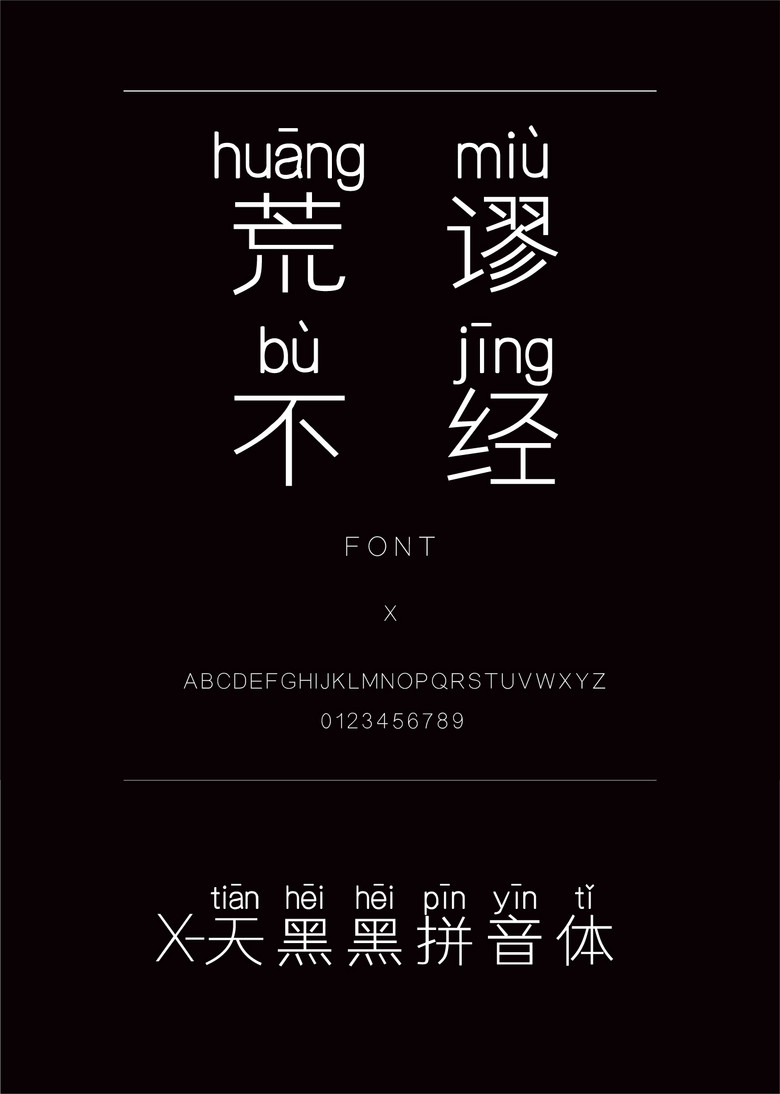 huāng miù
荒 谬
bù jīng
不 经
FONT
X
ABCDEFGHIJKLMNOPQRSTUVWXYZ
0123456789
tiān hēi hēi pīn yīn tǐ
X-天黑黑拼音体